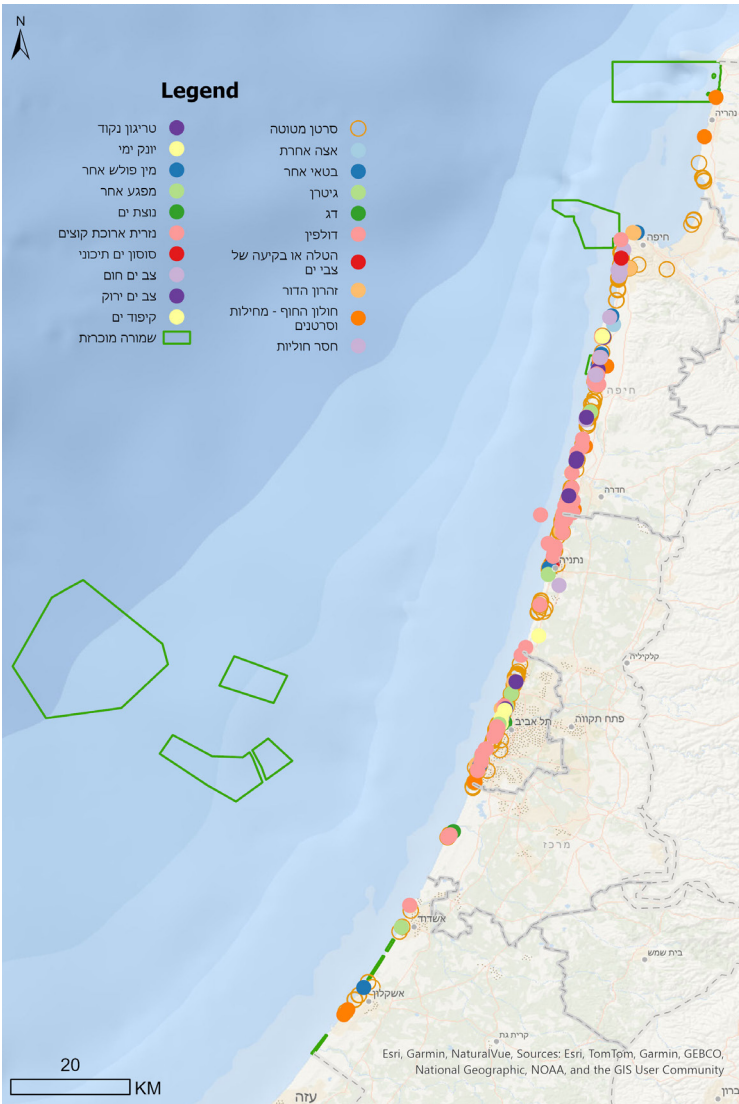 N
Legend
סרטן מטוטה
אצה אחרת
בטאי אחר
גיטרן
דג
דולפין
הטלה או בקיעה של
צבי ים
זהרון הדור
חולון החוף - מחילות
וסרטנים
חסר חוליות
טריגון נקוד
יונק ימי
מין פולש אחר
מפגע אחר
נוצת ים
נזרית ארוכת קוצים
סוסון ים תיכוני
צב ים חום
צב ים ירוק
קיפוד ים
שמורה מוכרזת
נהריה
חיפה
חיפה
חדרה
נתניה
קלקיליה
פתח תקווה
תל אביב
מרכז
אשדוד
בית שמש
אשקלון
קרית גת
עזה
20
KM
Esri, Garmin, NaturalVue, Sources: Esri, TomTom, Garmin, GEBCO,
National Geographic, NOAA, and the GIS User Community